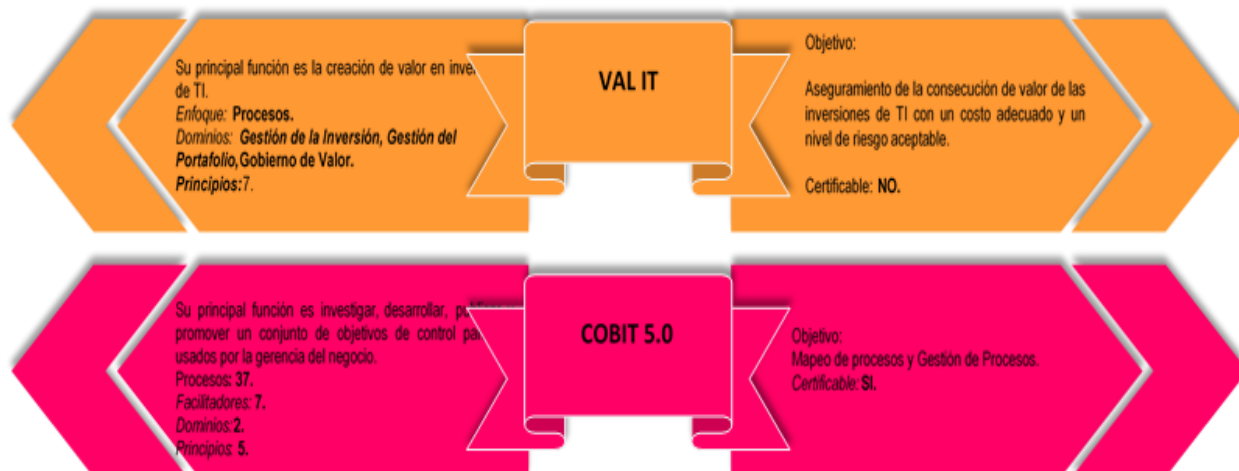 Su principal función es la creación de valor en
de TI.
Enfoque: Procesos.
Dominios: Gestión de la Inversión, Gestión del
Portafolio,Gobierno de Valor.
Principios:7.
VAL IT
Objetivo:
Aseguramiento de la consecución de valor de las
inversiones de TI con un costo adecuado y un
nivel de riesgo aceptable.
Certificable: NO.
Su principal función es investigar, desarrollar,
promover un conjunto de objetivos de control
usados por la gerencia del negocio.
Procesos: 37.
Facilitadores: 7.
Dominios:2.
Principios: 5.
COBIT 5.0
Objetivo:
Mapeo de procesos y Gestión de Procesos.
Certificable: SI.